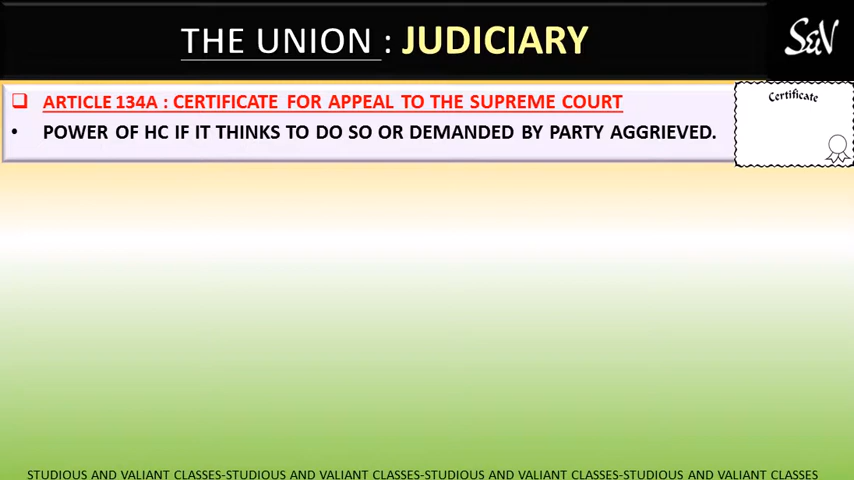 THE UNION : JUDICIARY
S&V
❑ ARTICLE 134A : CERTIFICATE FOR APPEAL TO THE SUPREME COURT
• POWER OF HC IF IT THINKS TO DO SO OR DEMANDED BY PARTY AGGRIEVED.
Certificate
STUDIOUS AND VALIANT CLASSES-STUDIOUS AND VALIANT CLASSES-STUDIOUS AND VALIANT CLASSES-STUDIOUS AND VALIANT CLASSES